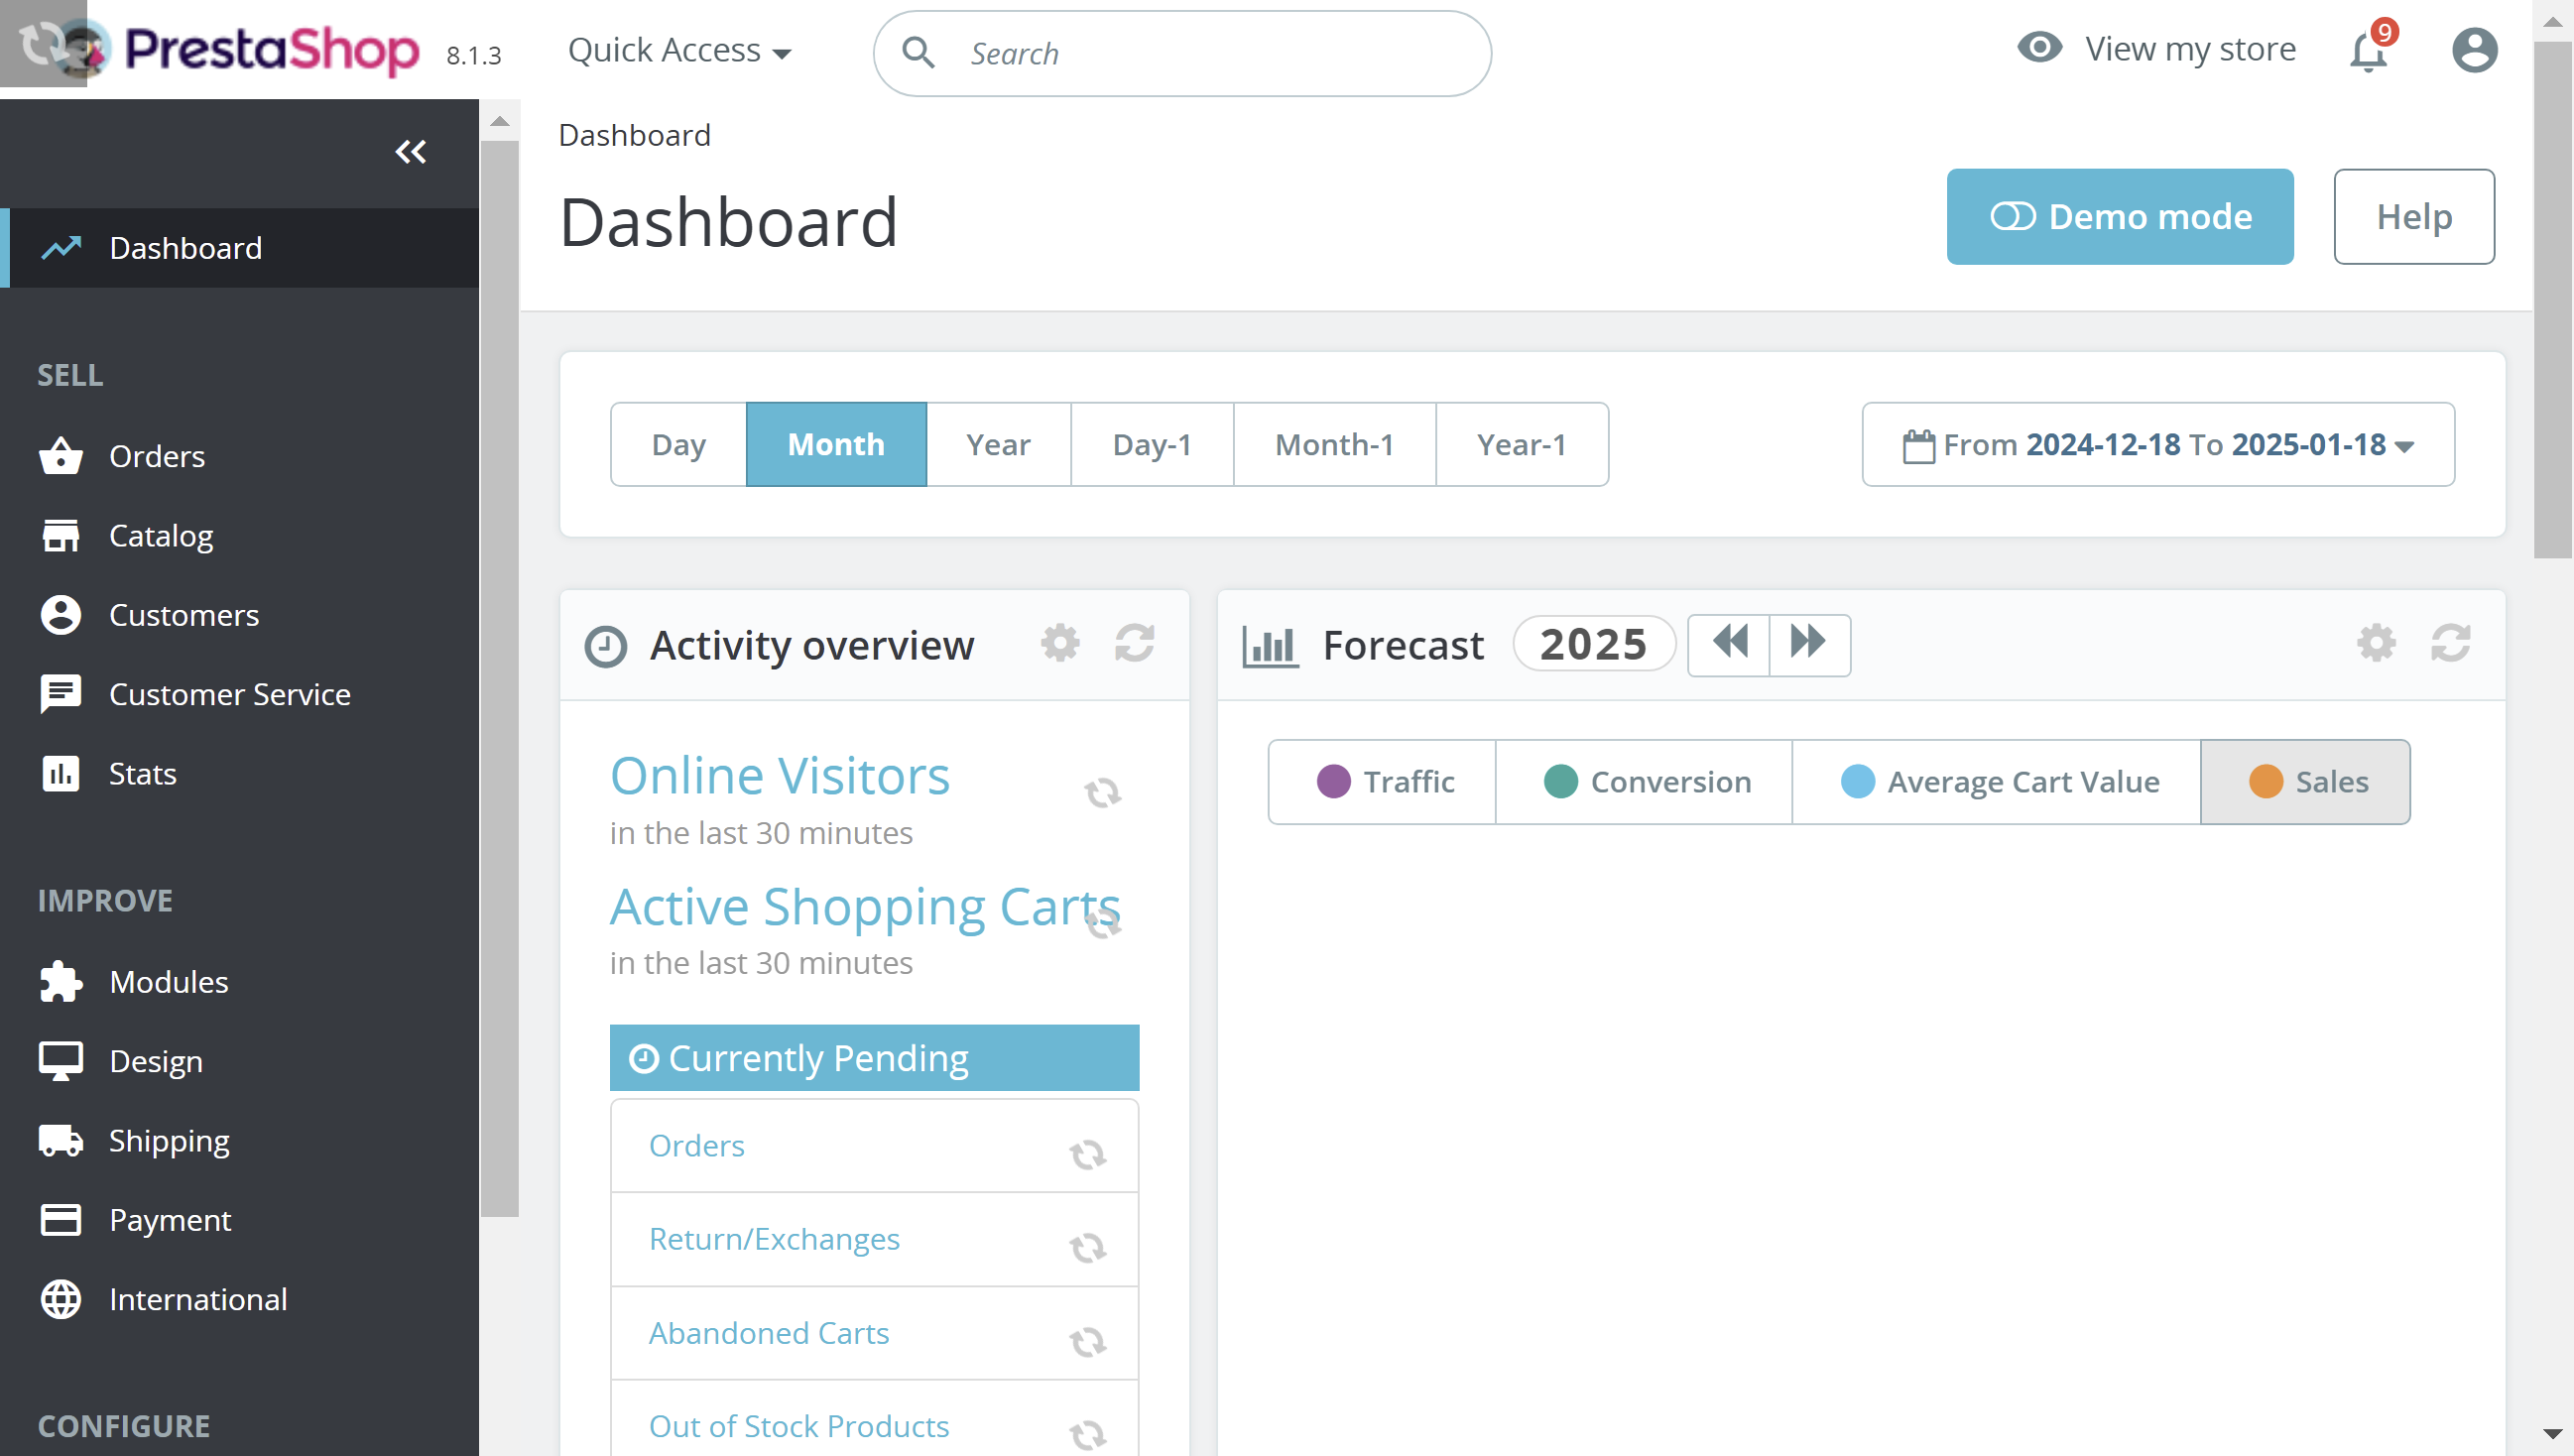 PrestaShop 8.1.3 Quick Access Search View my store 9
Dashboard
Dashboard
Demo mode Help
Day Month Year Day-1 Month-1 Year-1 From 2024-12-18 To 2025-01-18
Dashboard
SELL
Orders
Catalog
Customers
Customer Service
Stats
IMPROVE
Modules
Design
Shipping
Payment
International
CONFIGURE
Activity overview
Online Visitors
in the last 30 minutes
Active Shopping Carts
in the last 30 minutes
Currently Pending
Orders
Return/Exchanges
Abandoned Carts
Out of Stock Products
Forecast 2025
Traffic Conversion Average Cart Value Sales